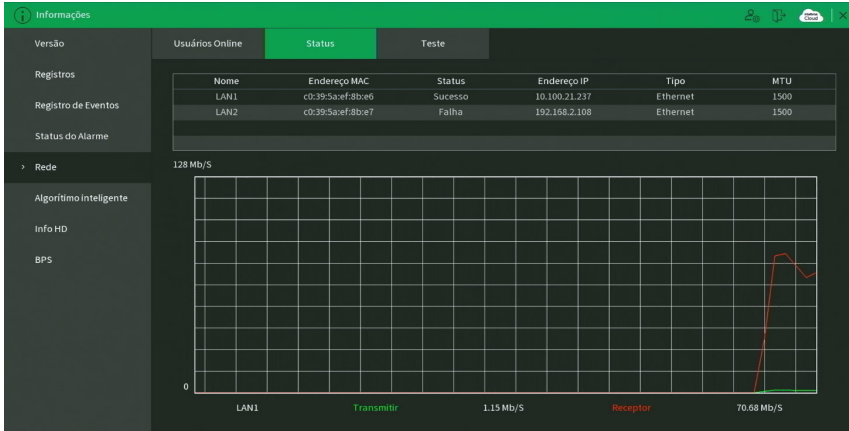 Informações
Cloud
Versão
Registros
Registro de Eventos
Status do Alarme
> Rede
Algorítimo inteligente
Info HD
BPS
Usuários Online Status Teste
Nome Endereço MAC Status Endereço IP Tipo MTU
LAN1 c0:39:5a:ef:8b:e6 Sucesso 10.100.21.237 Ethernet 1500
LAN2 c0:39:5a:ef:8b:e7 Falha 192.168.2.108 Ethernet 1500
128 Mb/S
0
LAN1 Transmitir 1.15 Mb/S Receptor 70.68 Mb/S